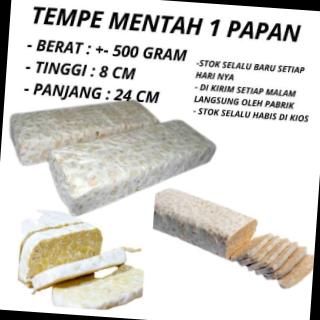 TEMPE MENTAH 1 PAPAN
- BERAT : +- 500 GRAM
- TINGGI : 8 CM
- PANJANG : 24 CM
-STOK SELALU BARU SETIAP
HARI NYA
- DI KIRIM SETIAP MALAM
LANGSUNG OLEH PABRIK
- STOK SELALU HABIS DI KIOS